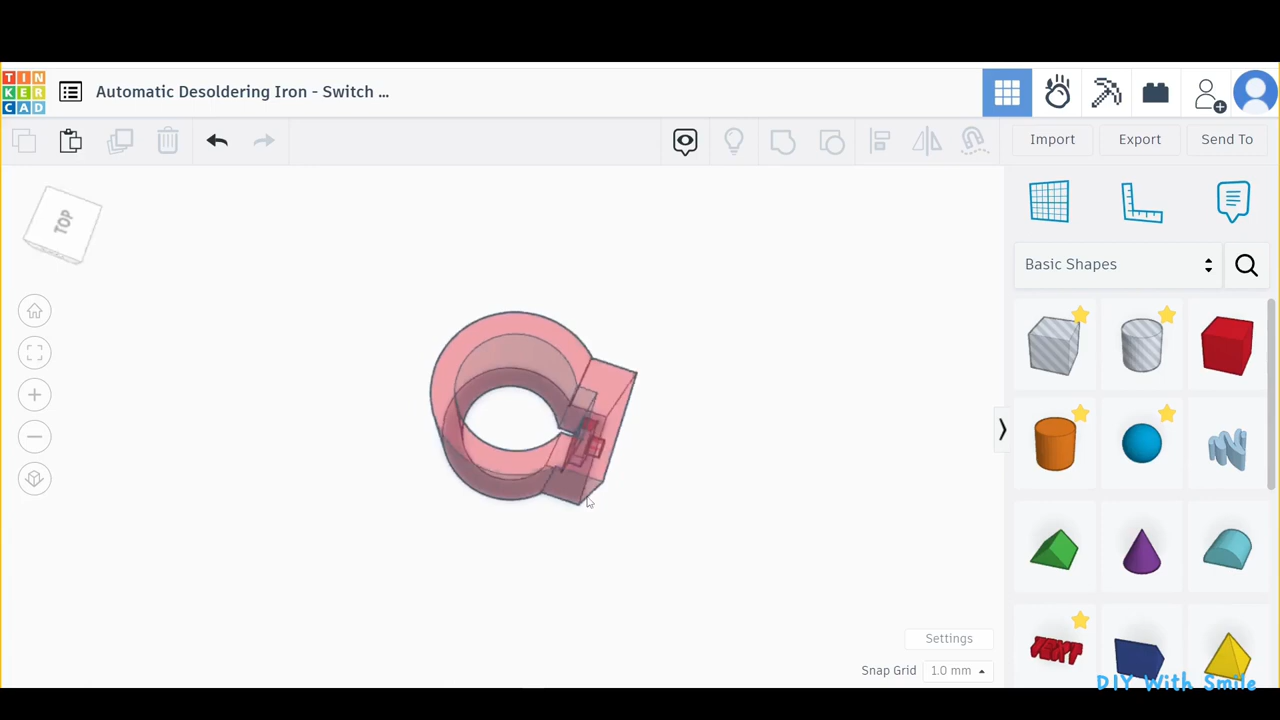 TIN
KER
CAD
Automatic Desoldering Iron - Switch ...
Import
Export
Send To
TOP
Basic Shapes
TEXT
Settings
Snap Grid
1.0 mm
DIY With Smile